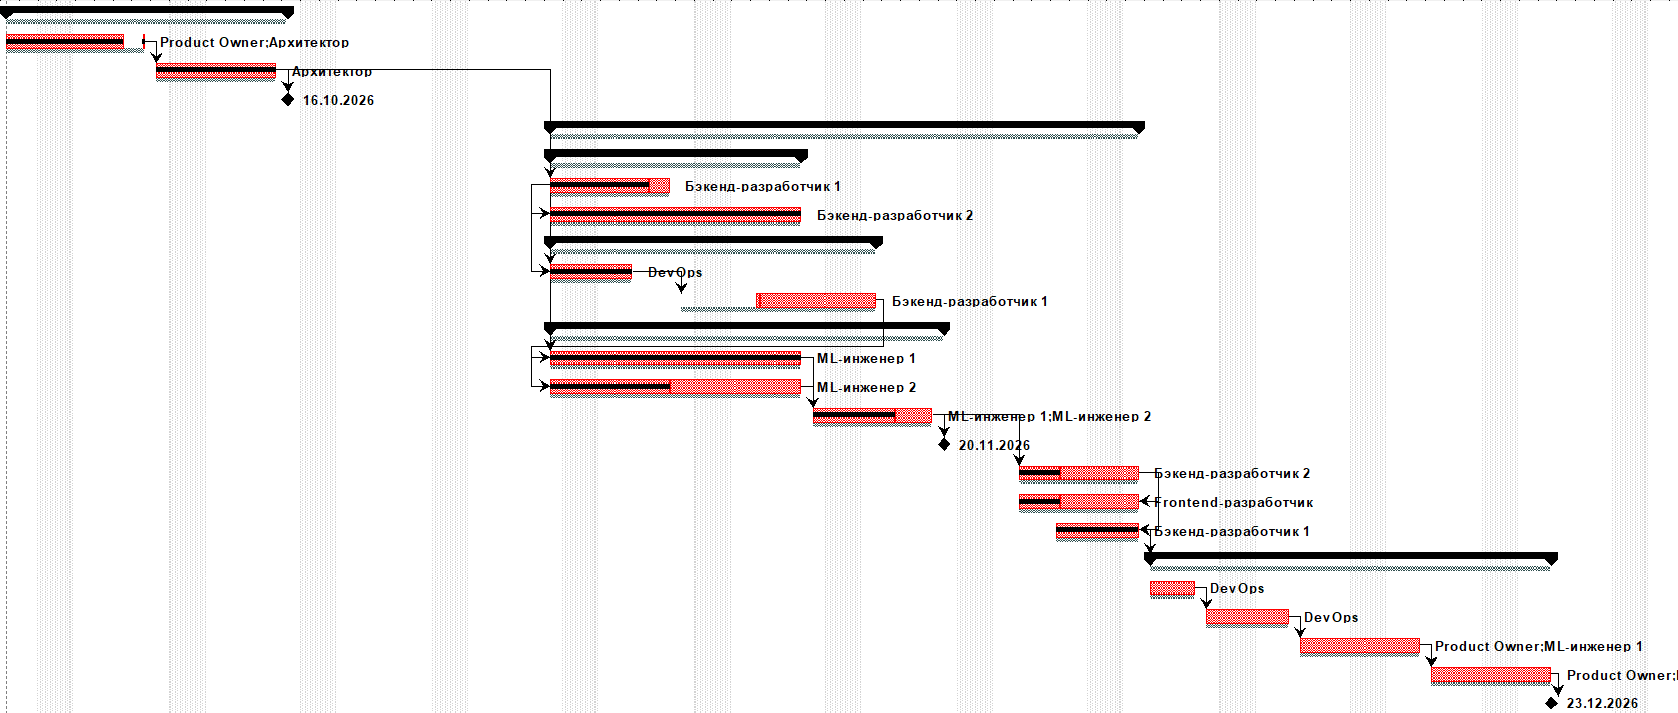 Product Owner;Архитектор
Архитектор
16.10.2026
Бэкенд-разработчик 1
Бэкенд-разработчик 2
DevOps
Бэкенд-разработчик 1
ML-инженер 1
ML-инженер 2
ML-инженер 1;ML-инженер 2
20.11.2026
Бэкенд-разработчик 2
Frontend-разработчик
Бэкенд-разработчик 1
DevOps
DevOps
Product Owner;ML-инженер 1
Product Owner;
23.12.2026